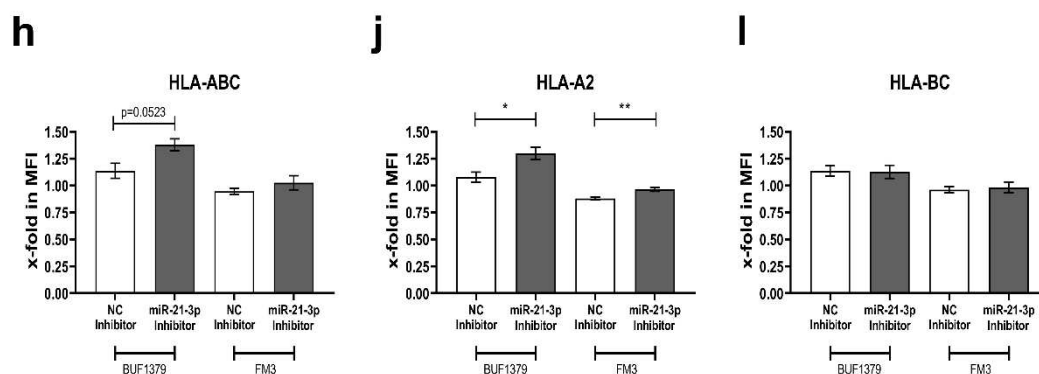 h
HLA-ABC
p=0.0523
x-fold in MFI
1.50
1.25
1.00
0.75
0.50
0.25
0.00
NC
Inhibitor
miR-21-3p
Inhibitor
NC
Inhibitor
miR-21-3p
Inhibitor
BUF1379
FM3
j
HLA-A2
*
**
x-fold in MFI
1.50
1.25
1.00
0.75
0.50
0.25
0.00
NC
Inhibitor
miR-21-3p
Inhibitor
NC
Inhibitor
miR-21-3p
Inhibitor
BUF1379
FM3
l
HLA-BC
x-fold in MFI
1.50
1.25
1.00
0.75
0.50
0.25
0.00
NC
Inhibitor
miR-21-3p
Inhibitor
NC
Inhibitor
miR-21-3p
Inhibitor
BUF1379
FM3